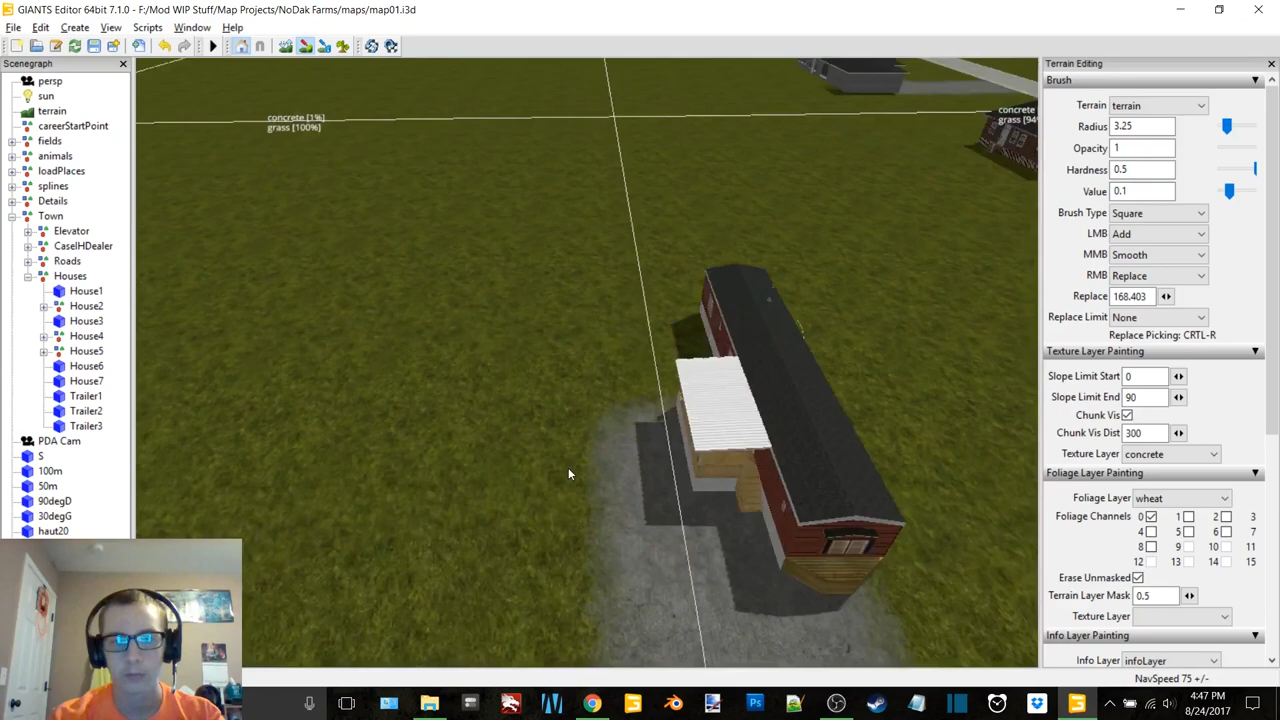 GIANTS Editor 64bit 7.1.0 - F:/Mod WIP Stuff/Map Projects/NoDak Farms/maps/map01.i3d
File Edit Create View Scripts Window Help
Scenegraph
persp
sun
terrain
careerStartPoint
fields
animals
loadPlaces
splines
Details
Town
Elevator
CaseIHDealer
Roads
Houses
House1
House2
House3
House4
House5
House6
House7
Trailer1
Trailer2
Trailer3
PDA Cam
S
100m
50m
90degD
30degG
haut20
concrete [1%]
grass [100%]
concrete [
grass [94%
Terrain Editing
Brush
Terrain terrain
Radius 3.25
Opacity 1
Hardness 0.5
Value 0.1
Brush Type Square
LMB Add
MMB Smooth
RMB Replace
Replace 168.403
Replace Limit None
Replace Picking: CRTL-R
Texture Layer Painting
Slope Limit Start 0
Slope Limit End 90
Chunk Vis
Chunk Vis Dist 300
Texture Layer concrete
Foliage Layer Painting
Foliage Layer wheat
Foliage Channels 0 1 2 3
4 5 6 7
8 9 10 11
12 13 14 15
Erase Unmasked
Terrain Layer Mask 0.5
Texture Layer
Info Layer Painting
Info Layer infoLayer
NavSpeed 75 +/-
Ps
4:47 PM
8/24/2017